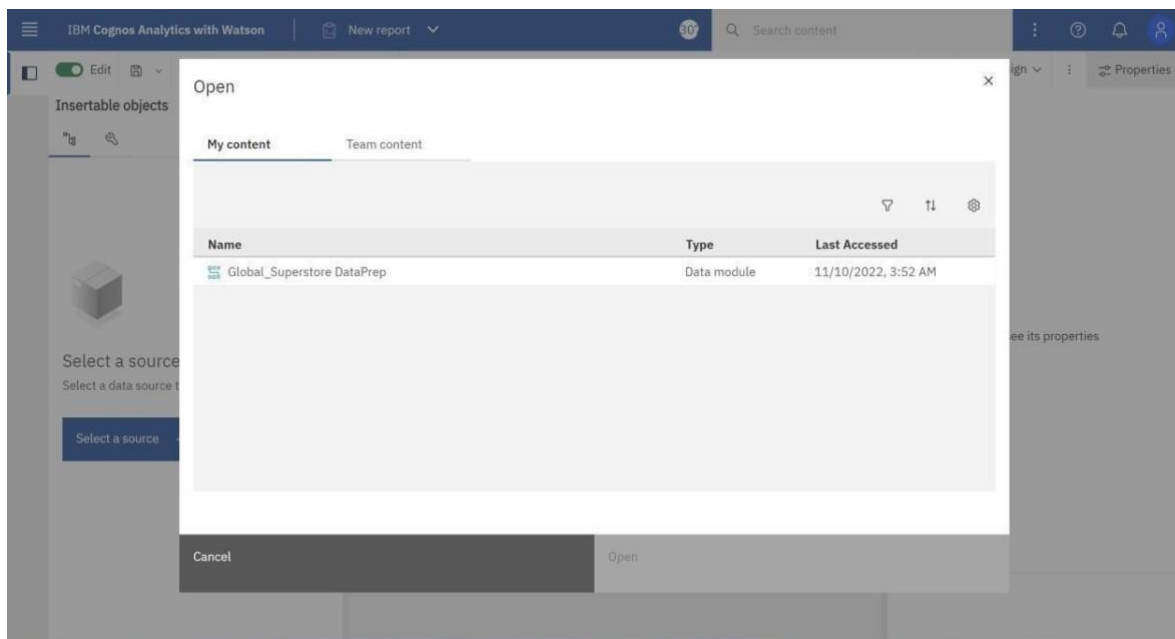 IBM Cognos Analytics with Watson
New report
30
Search content
Edit
ign
Properties
Insertable objects
Open
My content
Team content
Name Type Last Accessed
Global_Superstore DataPrep Data module 11/10/2022, 3:52 AM
Select a source
Select a data source t
Select a source
ee its properties
Cancel
Open